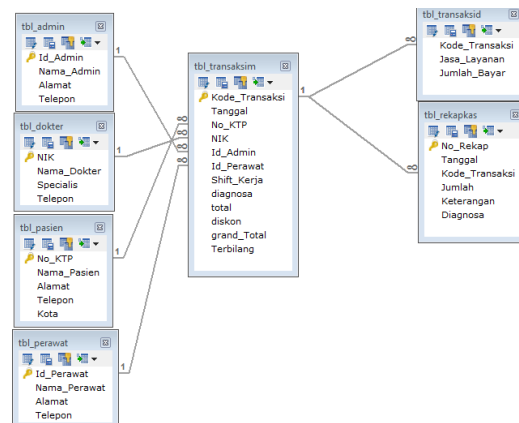 tbl_admin
Id_Admin
Nama_Admin
Alamat
Telepon
tbl_dokter
NIK
Nama_Dokter
Specialis
Telepon
tbl_pasien
No_KTP
Nama_Pasien
Alamat
Telepon
Kota
tbl_perawat
Id_Perawat
Nama_Perawat
Alamat
Telepon
1
1
1
1
tbl_transaksim
Kode_Transaksi
Tanggal
No_KTP
NIK
Id_Admin
Id_Perawat
Shift_Kerja
diagnosa
total
diskon
grand_Total
Terbilang
∞
∞
∞
∞
1
∞
∞
tbl_transaksid
Kode_Transaksi
Jasa_Layanan
Jumlah_Bayar
tbl_rekapkas
No_Rekap
Tanggal
Kode_Transaksi
Jumlah
Keterangan
Diagnosa